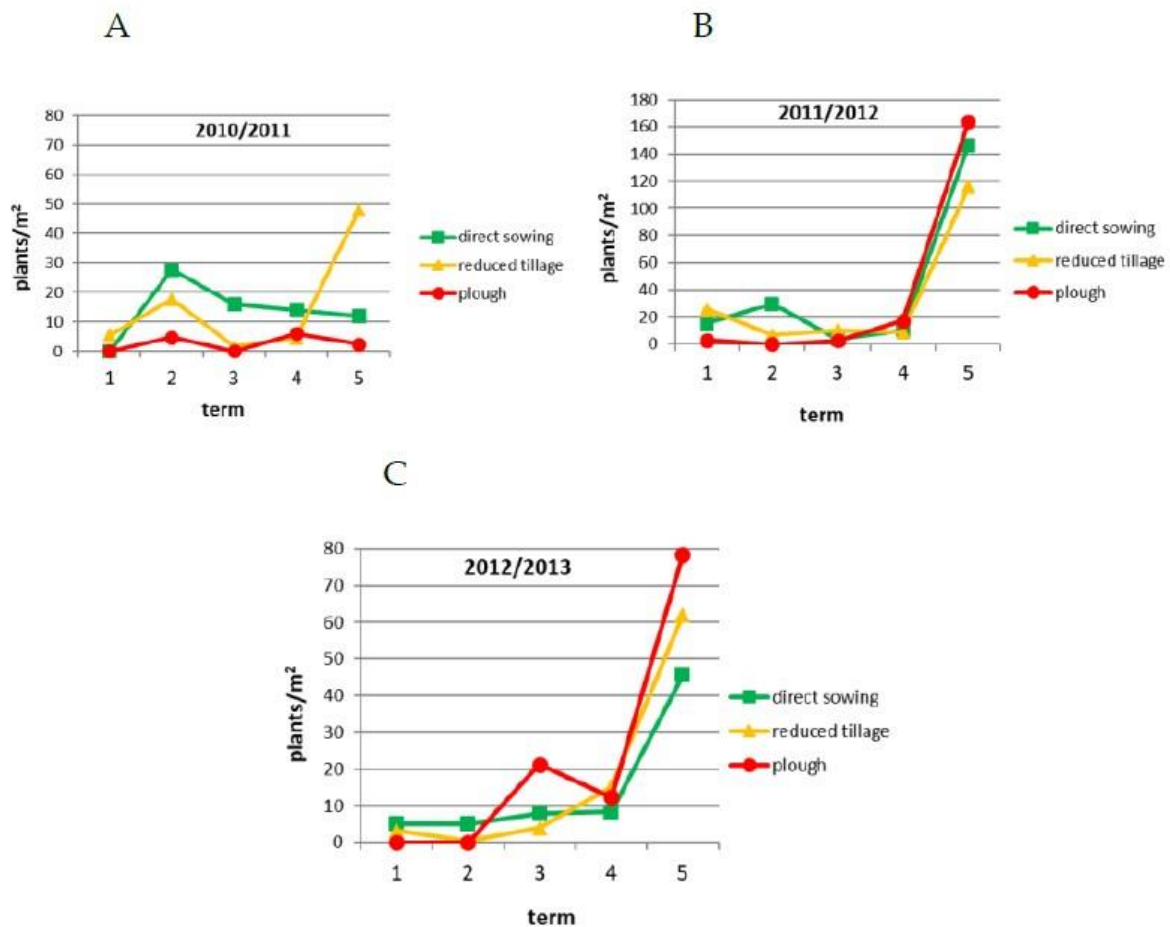 A
B
2010/2011
80
70
60
50
40
30
20
10
0
plants/m²
1 2 3 4 5
term
direct sowing
reduced tillage
plough
2011/2012
180
160
140
120
100
80
60
40
20
0
plants/m²
1 2 3 4 5
term
direct sowing
reduced tillage
plough
C
2012/2013
80
70
60
50
40
30
20
10
0
plants/m²
1 2 3 4 5
term
direct sowing
reduced tillage
plough